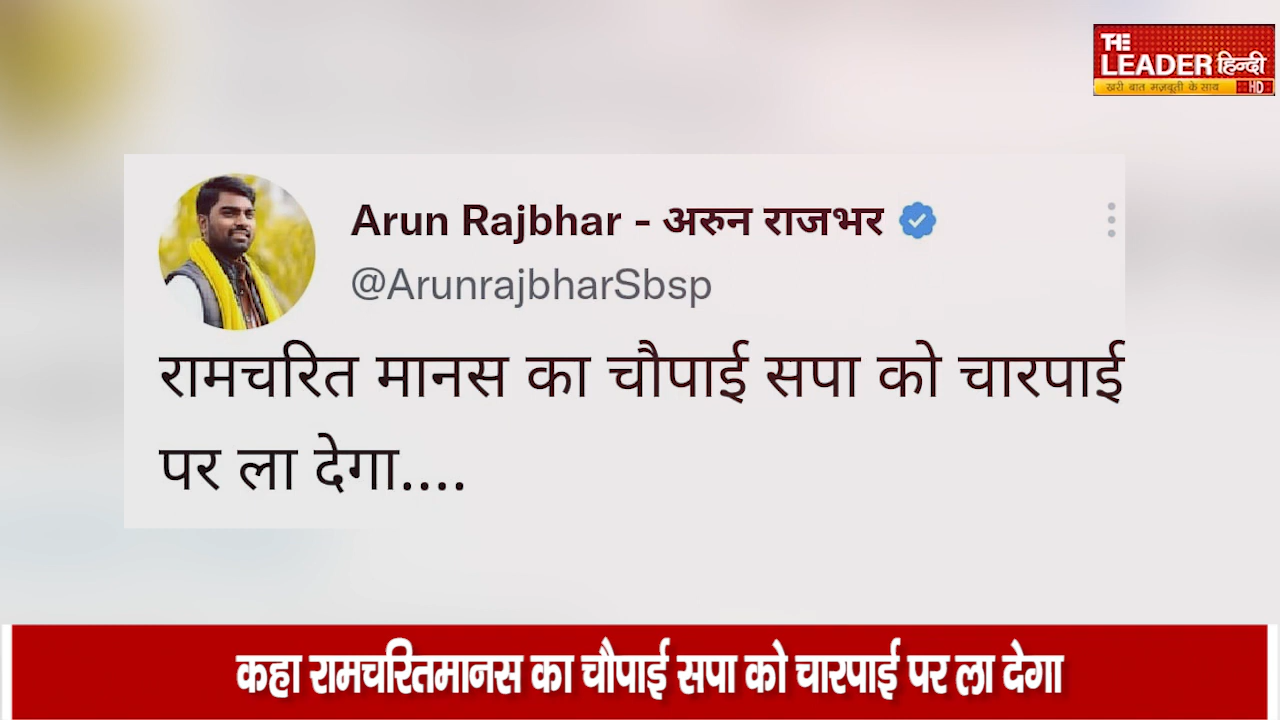 THE
LEADER हिन्दी
खरी बात मज़बूती के साथ HD
Arun Rajbhar - अरुन राजभर
@ArunrajbharSbsp
रामचरित मानस का चौपाई सपा को चारपाई
पर ला देगा....
कहा रामचरितमानस का चौपाई सपा को चारपाई पर ला देगा